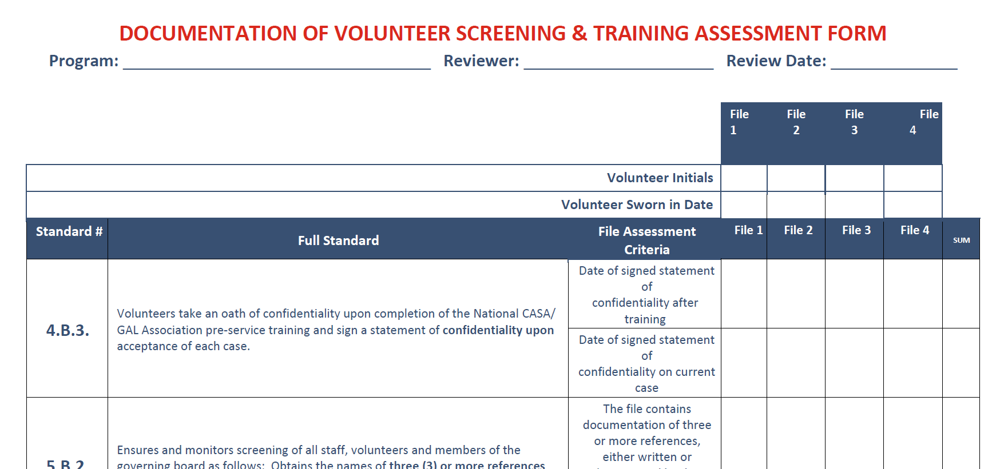 DOCUMENTATION OF VOLUNTEER SCREENING & TRAINING ASSESSMENT FORM
Program: ______ Reviewer: ______ Review Date: ______
File 1 File 2 File 3 File 4
Volunteer Initials
Volunteer Sworn in Date
Standard # Full Standard File Assessment Criteria File 1 File 2 File 3 File 4 SUM
4.B.3.
Volunteers take an oath of confidentiality upon completion of the National CASA/
GAL Association pre-service training and sign a statement of confidentiality upon
acceptance of each case.
Date of signed statement
of
confidentiality after
training
Date of signed statement
of
confidentiality on current
case
5.B.2
Ensures and monitors screening of all staff, volunteers and members of the
governing board as follows: Obtains the names of three (3) or more references
The file contains
documentation of three
or more references,
either written or